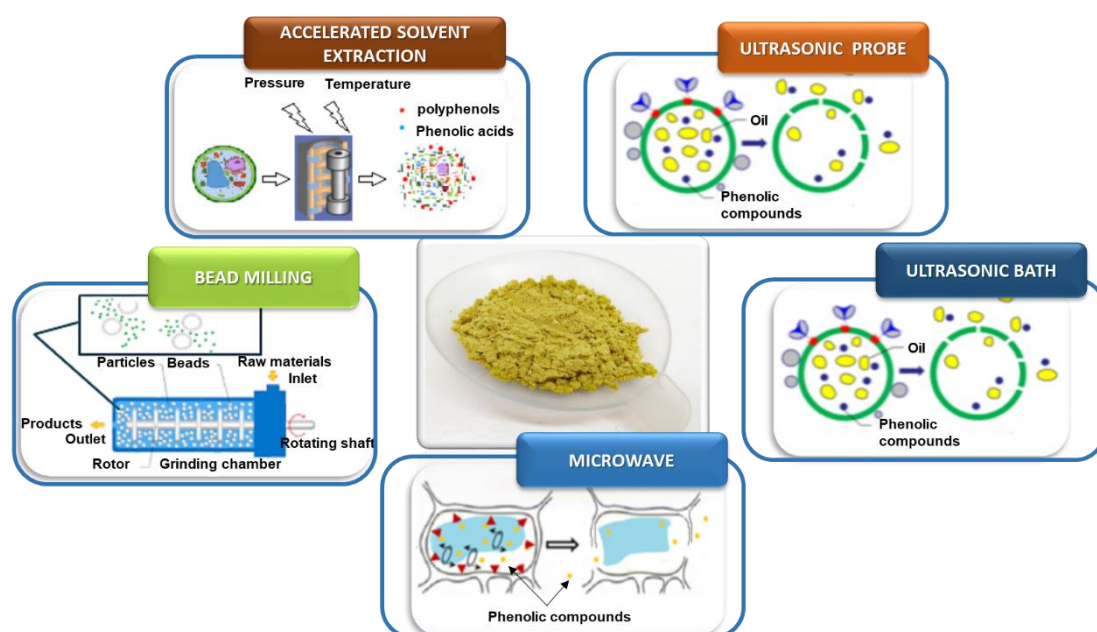 ACCELERATED SOLVENT
EXTRACTION
Pressure
Temperature
polyphenols
Phenolic acids
ULTRASONIC PROBE
Oil
Phenolic
compounds
BEAD MILLING
Particles
Beads
Raw materials
Inlet
Products
Outlet
Rotating shaft
Rotor
Grinding chamber
ULTRASONIC BATH
Oil
Phenolic
compounds
MICROWAVE
Phenolic compounds